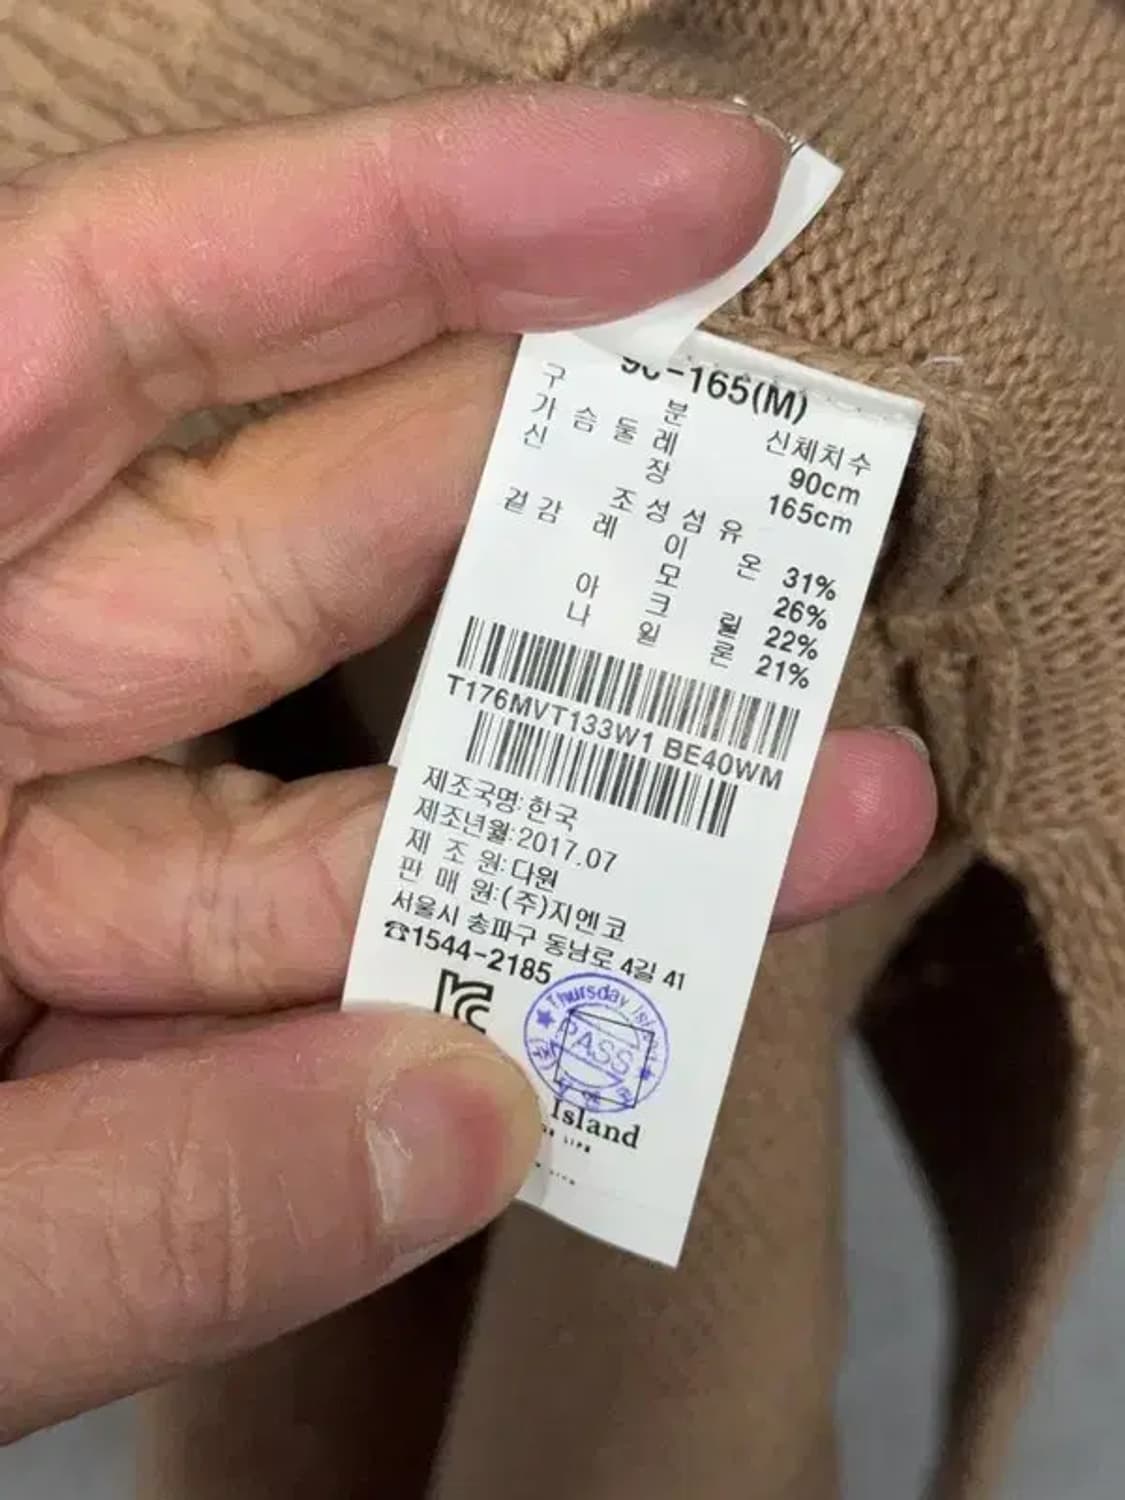 90-165(M)
구 분 신체치수
가 슴 둘 레 90cm
신 장 165cm
조 성 섬 유
겉감 레 이 온 31%
모 26%
아 크 릴 22%
나 일 론 21%
T176MVT133W1 BE40WM
제조국명:한국
제조년월:2017.07
제 조 원:다원
판 매 원:(주)지엔코
서울시 송파구 동남로 4길 41
☎1544-2185
Thursday Island
PASS
Island